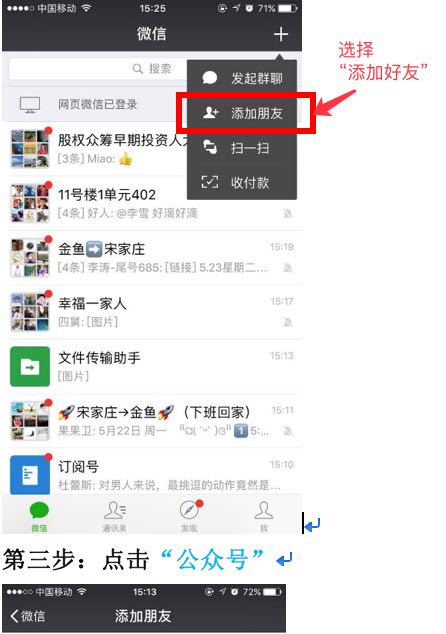 中国移动 15:25 71%
微信
搜索
选择
“添加好友”
发起群聊
添加朋友
扫一扫
收付款
网页微信已登录
股权众筹早期投资人
[3条] Miao: 👍
11号楼1单元402
[4条] 好人: @李雪 好滴好滴
金鱼➡️宋家庄 15:19
[4条] 李涛-尾号685: [链接] 5.23星期二...
幸福一家人 15:17
四舅: [图片]
文件传输助手 15:13
[图片]
🚀宋家庄→金鱼🚀（下班回家） 15:11
果果卫: 5月22日 周一 1️⃣ 5:...
订阅号 15:10
杜蕾斯: 对男人来说，最挑逗的动作竟然是...
微信 通讯录 发现 我
第三步：点击“公众号”
中国移动 15:13 72%
微信 添加朋友